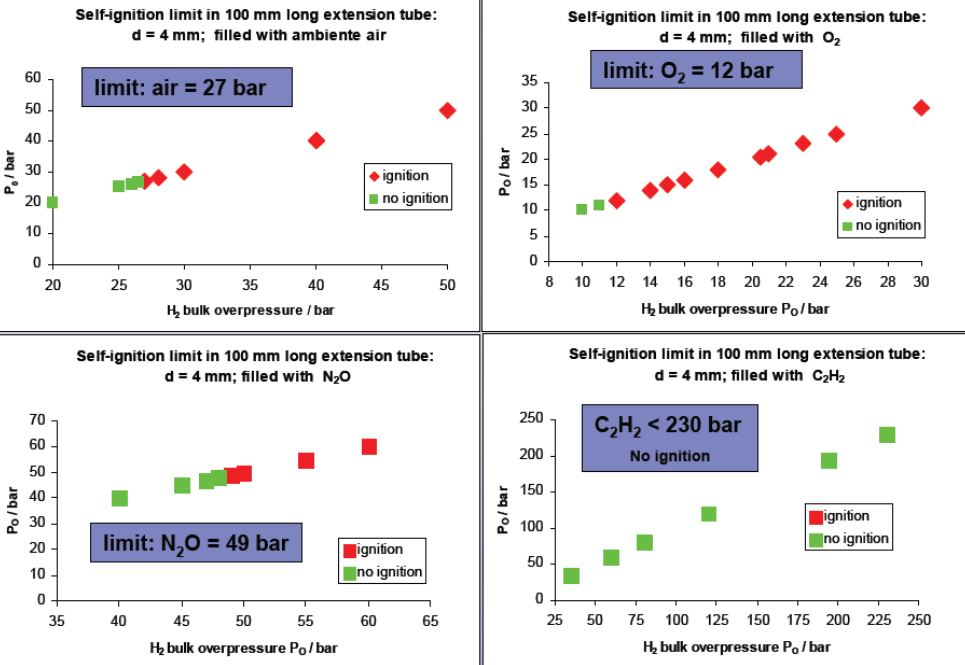 Self-ignition limit in 100 mm long extension tube:
d = 4 mm; filled with ambiente air
limit: air = 27 bar
P₀ / bar
60
50
40
30
20
10
0
ignition
no ignition
20
25
30
35
40
45
50
H₂ bulk overpressure / bar
Self-ignition limit in 100 mm long extension tube:
d = 4 mm; filled with O₂
limit: O₂ = 12 bar
P₀ / bar
35
30
25
20
15
10
5
0
ignition
no ignition
8
10
12
14
16
18
20
22
24
26
28
30
H₂ bulk overpressure P₀ / bar
Self-ignition limit in 100 mm long extension tube:
d = 4 mm; filled with N₂O
P₀ / bar
70
60
50
40
30
20
10
0
limit: N₂O = 49 bar
ignition
no ignition
35
40
45
50
55
60
65
H₂ bulk overpressure P₀ / bar
Self-ignition limit in 100 mm long extension tube:
d = 4 mm; filled with C₂H₂
C₂H₂ < 230 bar
No ignition
P₀ / bar
250
200
150
100
50
0
ignition
no ignition
25
50
75
100
125
150
175
200
225
250
H₂ bulk overpressure P₀ / bar